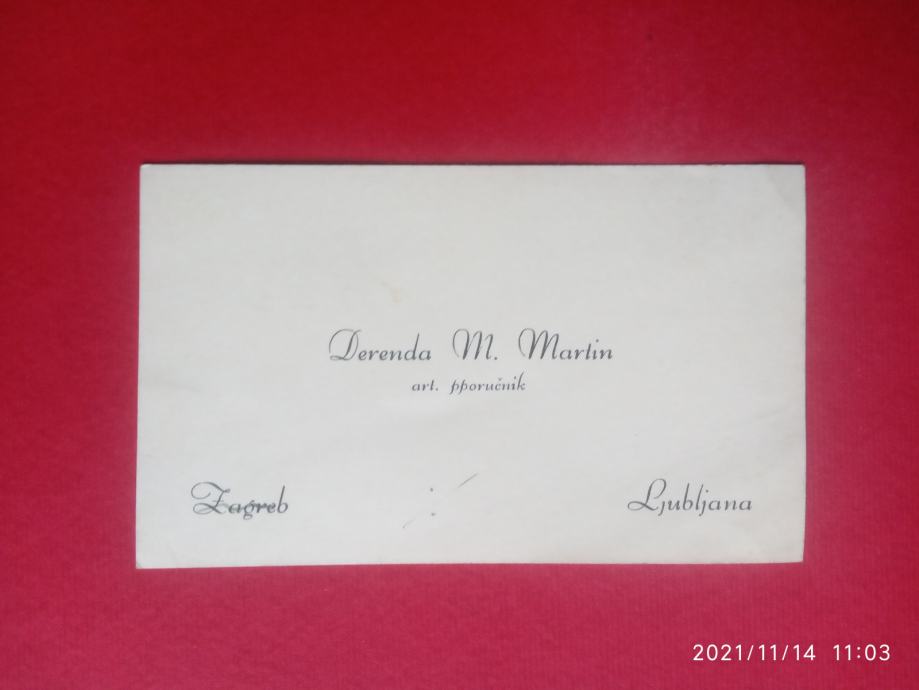 Derenda M. Martin
art. pporučnik
Zagreb Ljubljana
2021/11/14 11:03